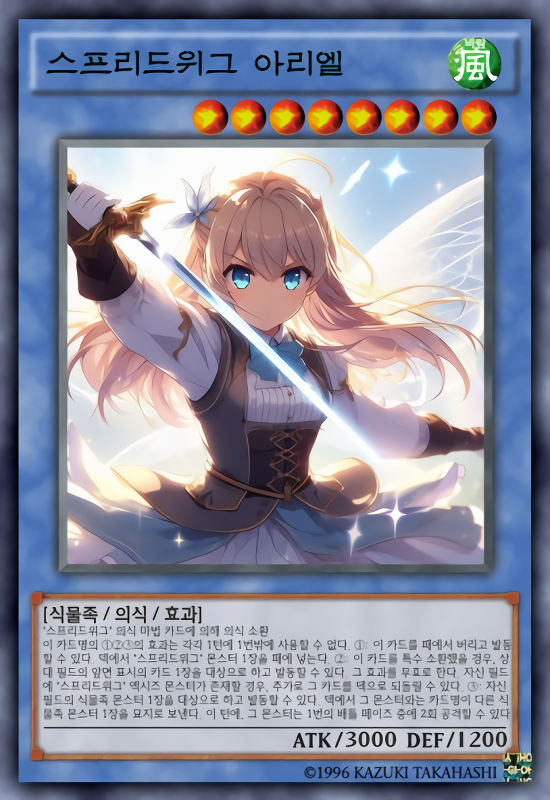 스프리드위그 아리엘
風
[식물족 / 의식 / 효과]
"스프리드위그" 의식 마법 카드에 의해 의식 소환
이 카드명의 ①②③의 효과는 각각 1턴에 1번밖에 사용할 수 없다. ①: 이 카드를 패에서 버리고 발동
할 수 있다. 덱에서 "스프리드위그" 몬스터 1장을 패에 넣는다. ②: 이 카드를 특수 소환했을 경우, 상
대 필드의 앞면 표시의 카드 1장을 대상으로 하고 발동할 수 있다. 그 효과를 무효로 한다. 자신 필드
에 "스프리드위그" 엑시즈 몬스터가 존재할 경우, 추가로 그 카드를 덱으로 되돌릴 수 있다. ③: 자신
필드의 식물족 몬스터 1장을 대상으로 하고 발동할 수 있다. 덱에서 그 몬스터와는 카드명이 다른 식
물족 몬스터 1장을 묘지로 보낸다. 이 턴에, 그 몬스터는 1번의 배틀 페이즈 중에 2회 공격할 수 있다
ATK/3000 DEF/1200
©1996 KAZUKI TAKAHASHI